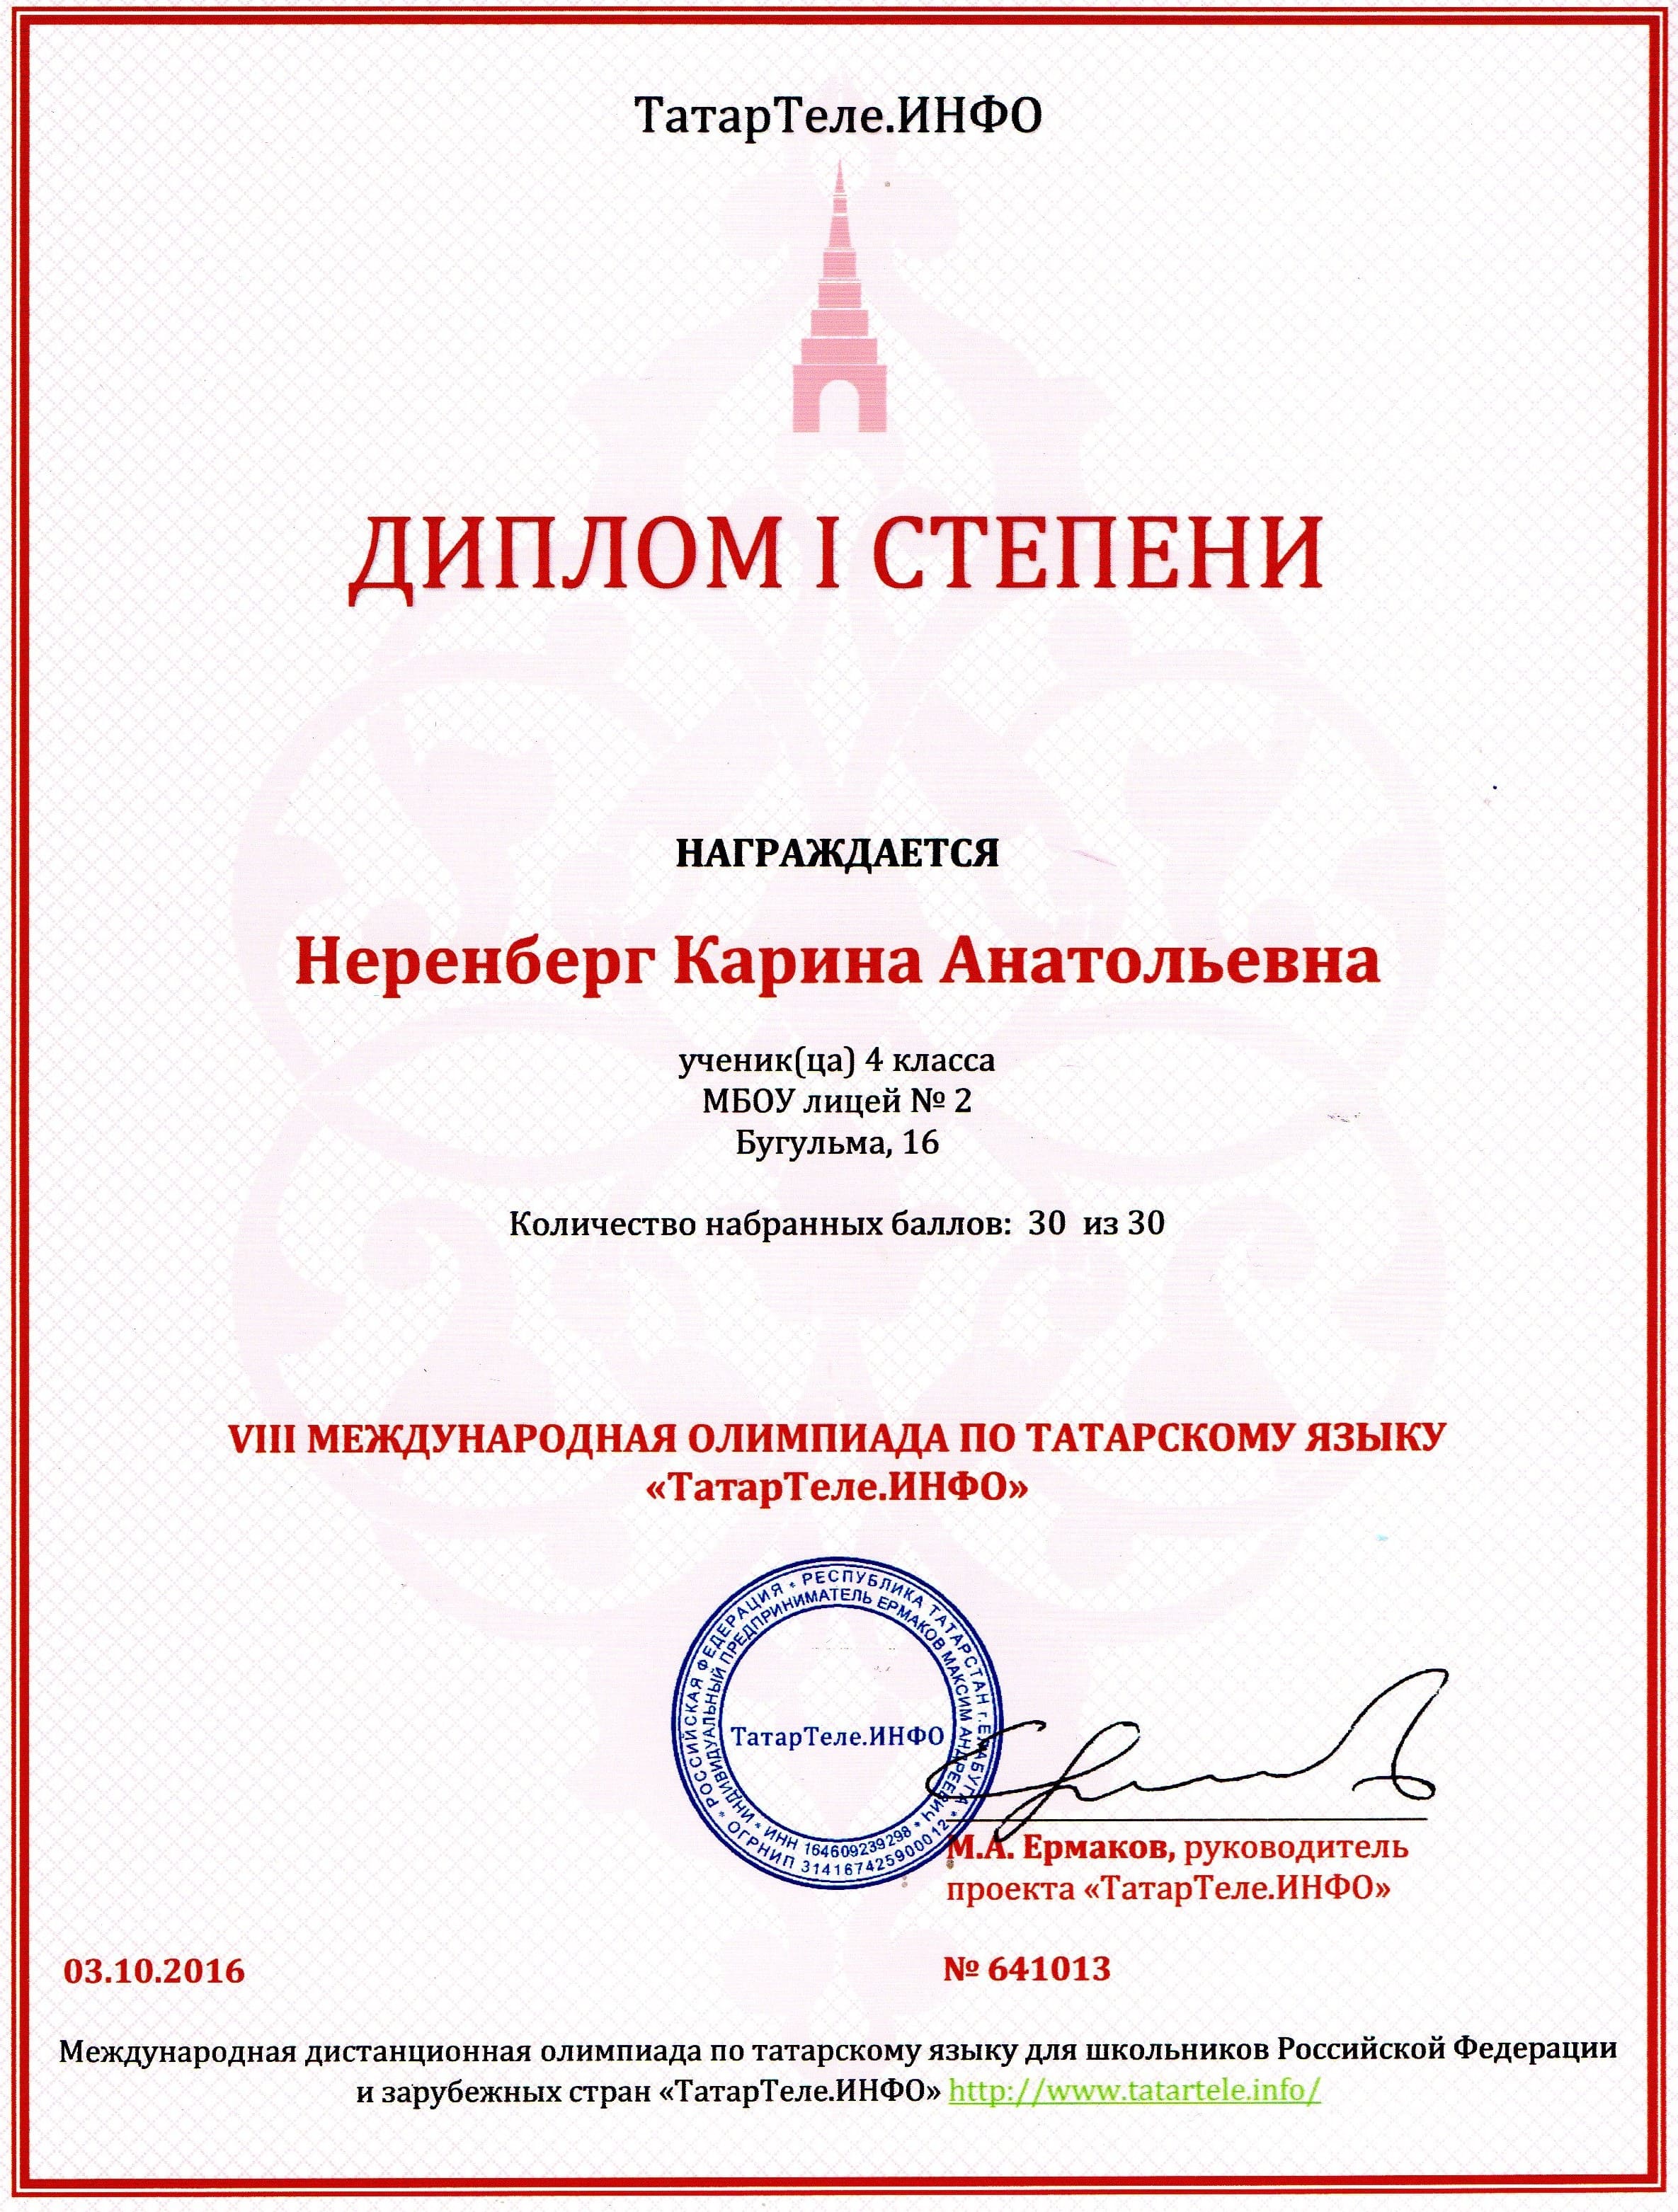 ТатарТеле.ИНФО
ДИПЛОМ I СТЕПЕНИ
НАГРАЖДАЕТСЯ
Неренберг Карина Анатольевна
ученик(ца) 4 класса
МБОУ лицей № 2
Бугульма, 16
Количество набранных баллов: 30 из 30
VIII МЕЖДУНАРОДНАЯ ОЛИМПИАДА ПО ТАТАРСКОМУ ЯЗЫКУ
«ТатарТеле.ИНФО»
РОССИЙСКАЯ ФЕДЕРАЦИЯ * РЕСПУБЛИКА ТАТАРСТАН г.ЕЛАБУГА *
ОГРНИП 314167425900012 *
ИНДИВИДУАЛЬНЫЙ ПРЕДПРИНИМАТЕЛЬ ЕРМАКОВ МАКСИМ АНДРЕЕВИЧ *
ИНН 164609239298 *
ТатарТеле.ИНФО
М.А. Ермаков, руководитель
проекта «ТатарТеле.ИНФО»
03.10.2016
№ 641013
Международная дистанционная олимпиада по татарскому языку для школьников Российской Федерации
и зарубежных стран «ТатарТеле.ИНФО» http://www.tatartele.info/